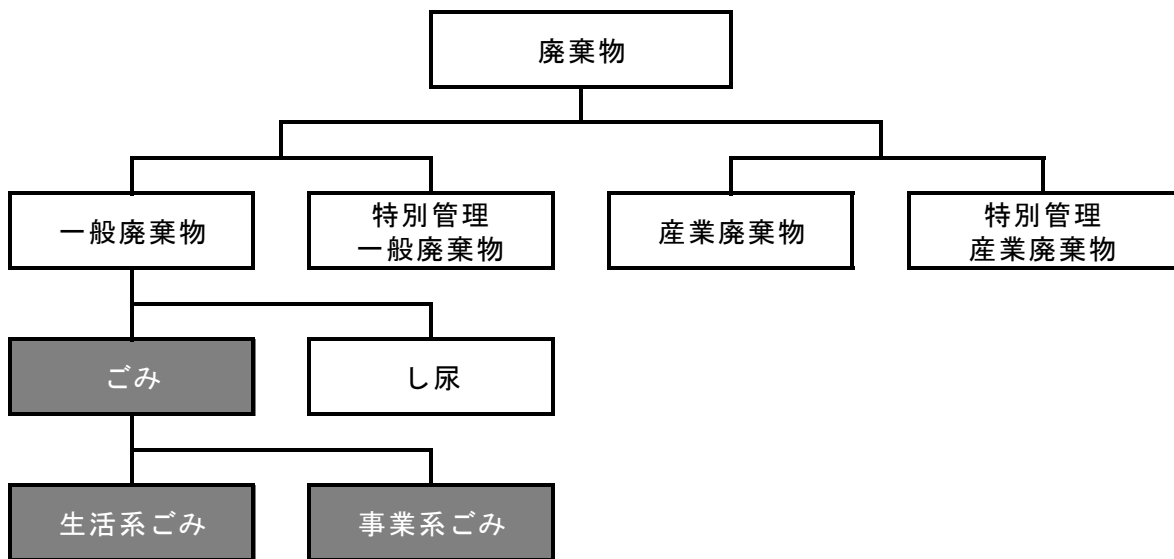 廃棄物
一般廃棄物
特別管理
一般廃棄物
産業廃棄物
特別管理
産業廃棄物
ごみ
し尿
生活系ごみ
事業系ごみ